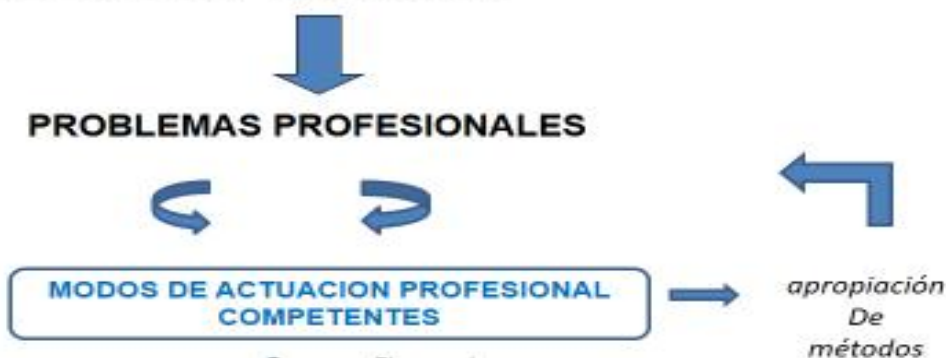 PROBLEMAS PROFESIONALES
MODOS DE ACTUACION PROFESIONAL
COMPETENTES
apropiación
De
métodos